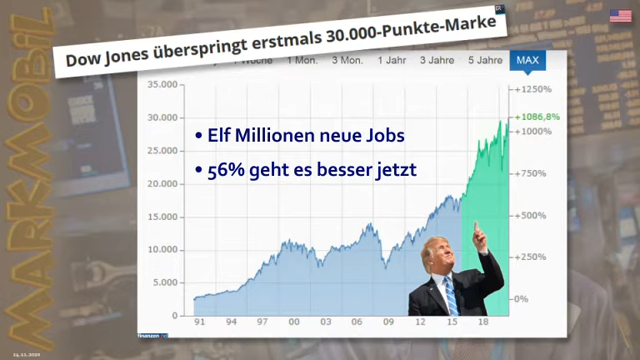 Dow Jones überspringt erstmals 30.000-Punkte-Marke
1 Mon. 3 Mon. 1 Jahr 3 Jahre 5 Jahre MAX
35.000
30.000
25.000
20.000
15.000
10.000
5.000
0
+1250%
+1086,8%
+1000%
+750%
+500%
+250%
0%
• Elf Millionen neue Jobs
• 56% geht es besser jetzt
91 94 97 00 03 06 09 12 15 18
MARKMOBiL